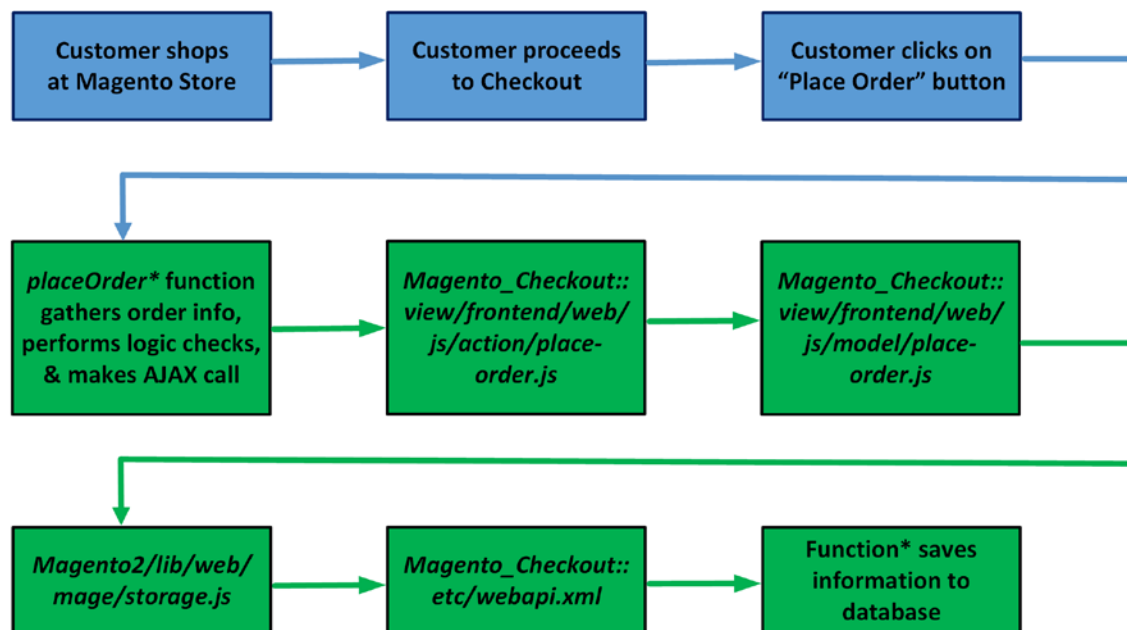 Customer shops
at Magento Store
Customer proceeds
to Checkout
Customer clicks on
“Place Order” button
placeOrder* function
gathers order info,
performs logic checks,
& makes AJAX call
Magento_Checkout::
view/frontend/web/
js/action/place-
order.js
Magento_Checkout::
view/frontend/web/
js/model/place-
order.js
Magento2/lib/web/
mage/storage.js
Magento_Checkout::
etc/webapi.xml
Function* saves
information to
database